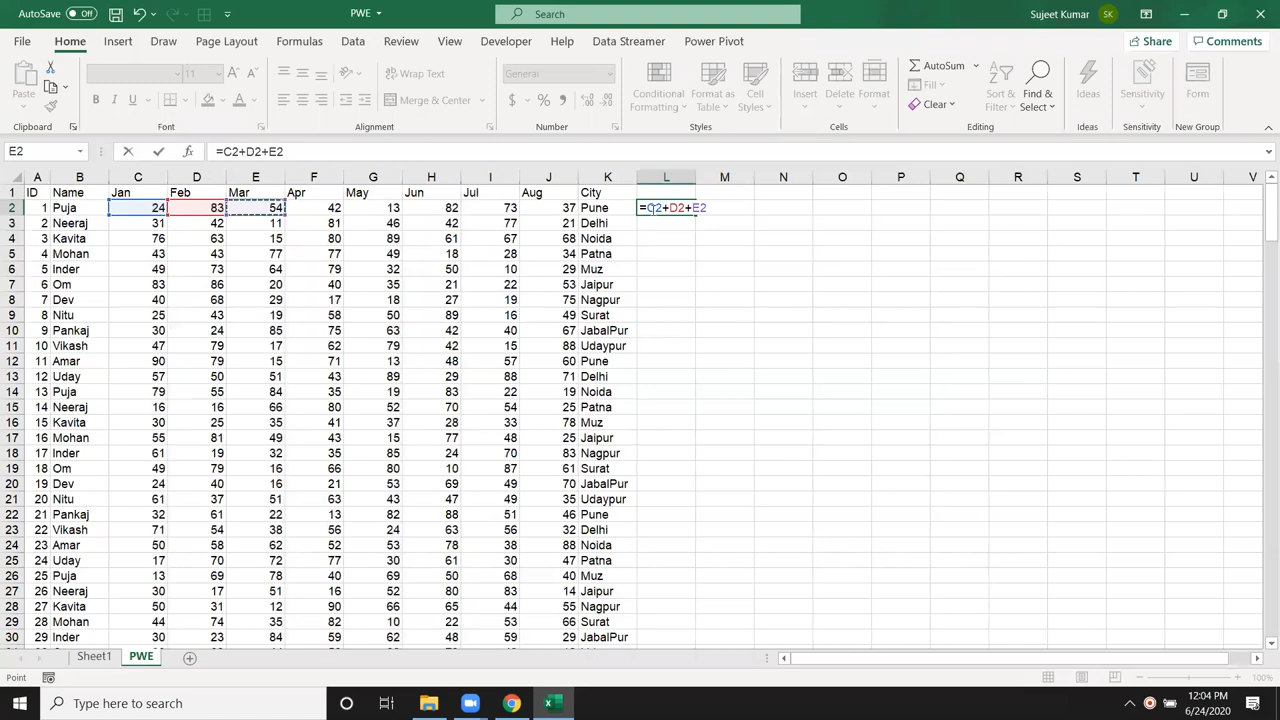 AutoSave Off PWE Search Sujeet Kumar SK
File Home Insert Draw Page Layout Formulas Data Review View Developer Help Data Streamer Power Pivot Share Comments
Paste 11 Wrap Text General Conditional Formatting Format as Table Cell Styles Insert Delete Format AutoSum Fill Clear Sort & Filter Find & Select Ideas Sensitivity Form
B I U Merge & Center $ %
Clipboard Font Alignment Number Styles Cells Editing Ideas Sensitivity New Group
E2 fx =C2+D2+E2
A B C D E F G H I J K L M N O P Q R S T U V
1 ID Name Jan Feb Mar Apr May Jun Jul Aug City
2 1 Puja 24 83 54 42 13 82 73 37 Pune =C2+D2+E2
3 2 Neeraj 31 42 11 81 46 42 77 21 Delhi
4 3 Kavita 76 63 15 80 89 61 67 68 Noida
5 4 Mohan 43 43 77 77 49 18 28 34 Patna
6 5 Inder 49 73 64 79 32 50 10 29 Muz
7 6 Om 83 86 20 40 35 21 22 53 Jaipur
8 7 Dev 40 68 29 17 18 27 19 75 Nagpur
9 8 Nitu 25 43 19 58 50 89 16 49 Surat
10 9 Pankaj 30 24 85 75 63 42 40 67 JabalPur
11 10 Vikash 47 79 17 62 79 42 15 88 Udaypur
12 11 Amar 90 79 15 71 13 48 57 60 Pune
13 12 Uday 57 50 51 43 89 29 88 71 Delhi
14 13 Puja 79 55 84 35 19 83 22 19 Noida
15 14 Neeraj 16 16 66 80 52 70 54 25 Patna
16 15 Kavita 30 25 35 41 37 28 33 78 Muz
17 16 Mohan 55 81 49 43 15 77 48 25 Jaipur
18 17 Inder 61 19 32 35 85 24 70 83 Nagpur
19 18 Om 49 79 16 66 80 10 87 61 Surat
20 19 Dev 24 40 16 21 53 69 49 70 JabalPur
21 20 Nitu 61 37 51 63 43 47 49 35 Udaypur
22 21 Pankaj 32 61 22 13 82 88 51 46 Pune
23 22 Vikash 71 54 38 56 24 63 56 32 Delhi
24 23 Amar 50 58 62 52 53 78 38 88 Noida
25 24 Uday 17 70 72 77 30 61 30 47 Patna
26 25 Puja 13 69 78 40 69 50 68 40 Muz
27 26 Neeraj 30 17 51 16 52 80 83 14 Jaipur
28 27 Kavita 50 31 12 90 66 65 44 55 Nagpur
29 28 Mohan 44 74 35 82 10 22 53 66 Surat
30 29 Inder 30 23 84 59 62 48 59 29 JabalPur
Sheet1 PWE
Point 100%
Type here to search 12:04 PM
6/24/2020